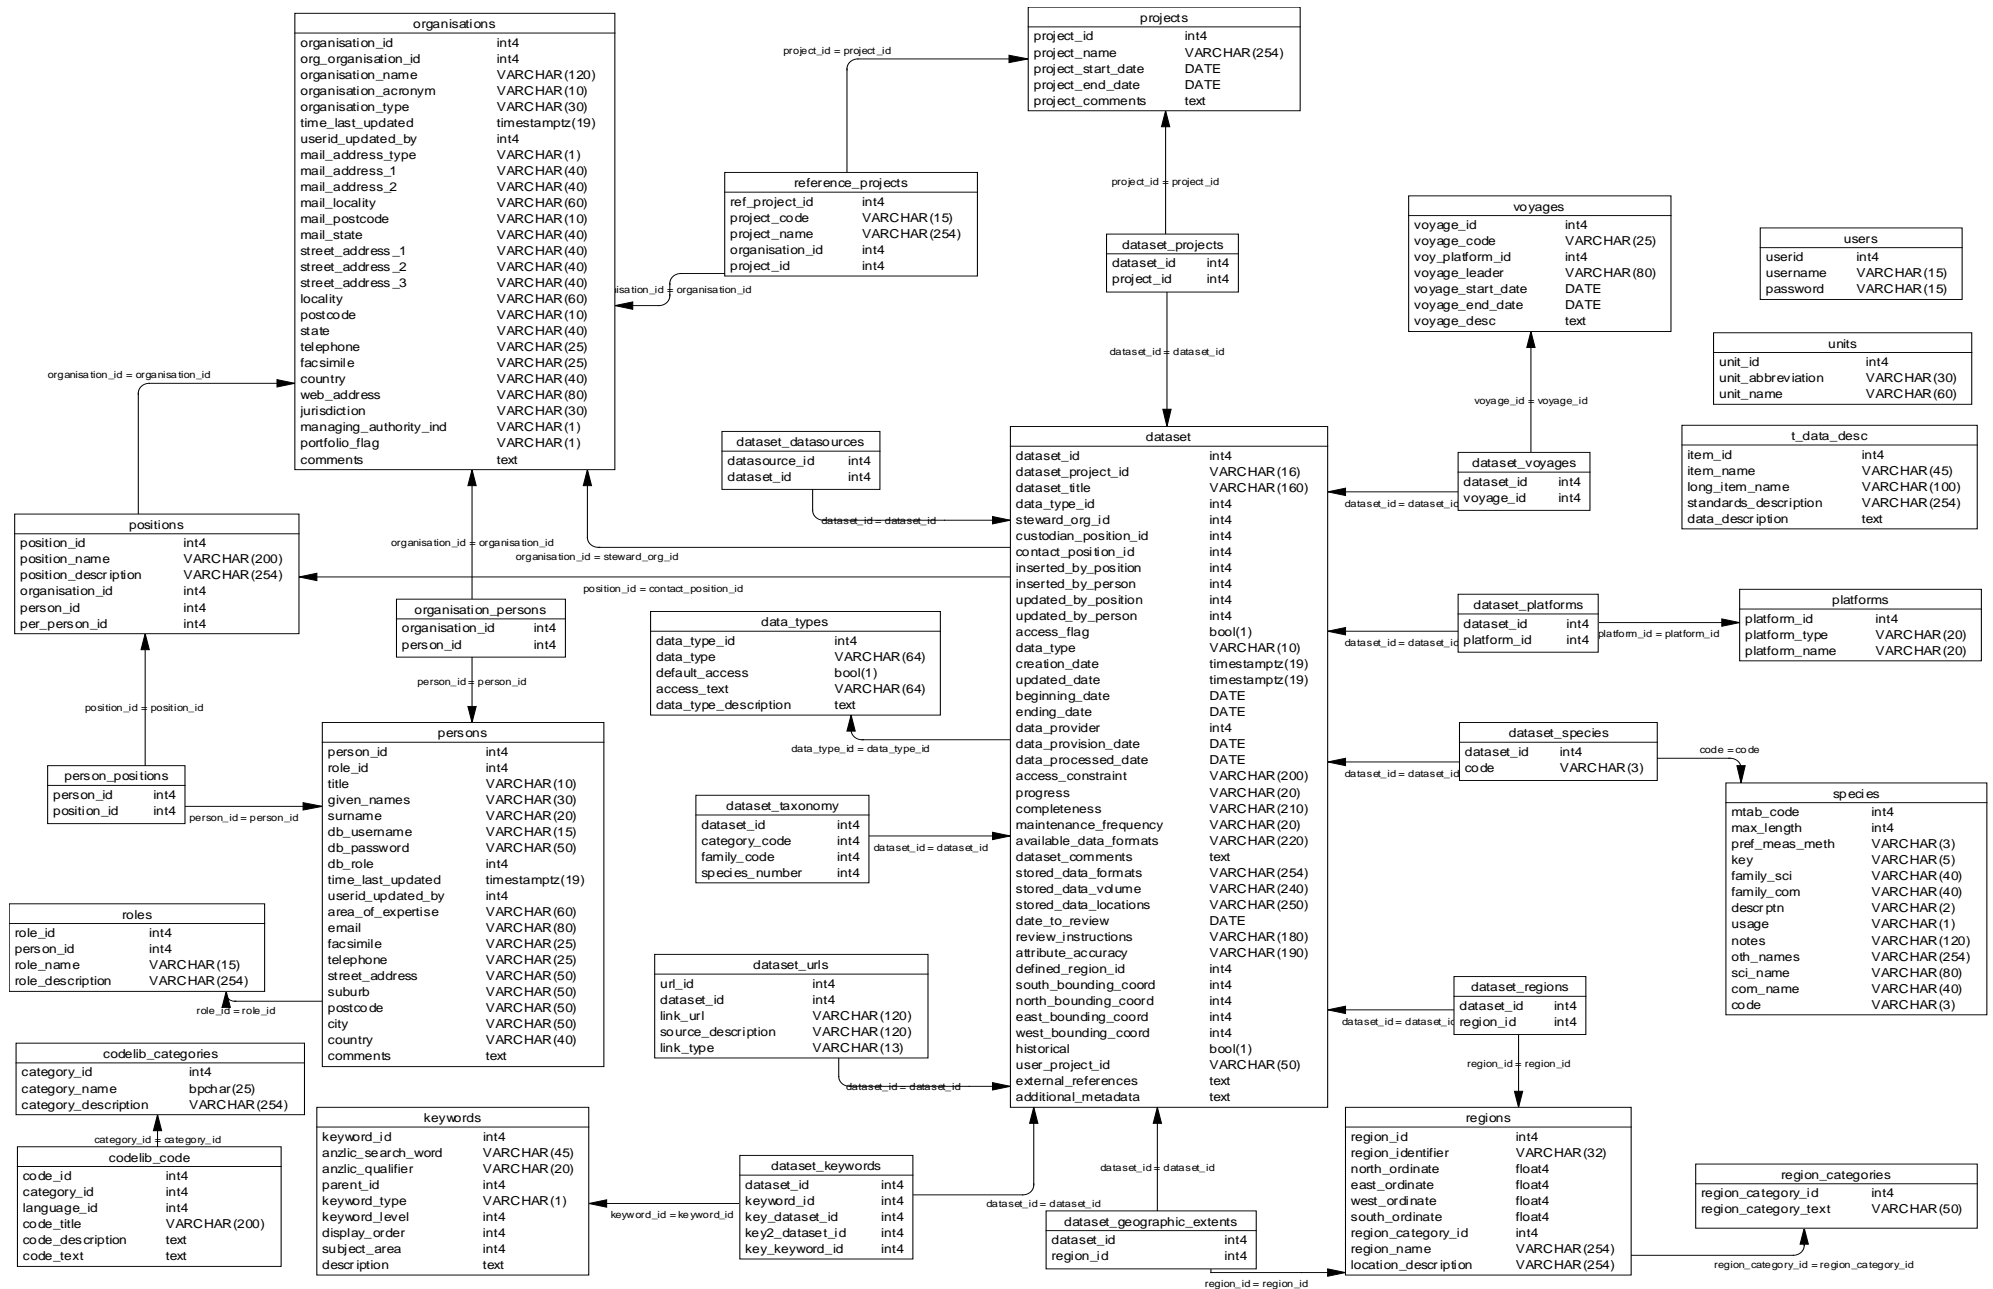 organisations
organisation_id int4
org_organisation_id int4
organisation_name VARCHAR(120)
organisation_acronym VARCHAR(10)
organisation_type VARCHAR(30)
time_last_updated timestamptz(19)
userid_updated_by int4
mail_address_type VARCHAR(1)
mail_address_1 VARCHAR(40)
mail_address_2 VARCHAR(40)
mail_locality VARCHAR(60)
mail_postcode VARCHAR(10)
mail_state VARCHAR(40)
street_address_1 VARCHAR(40)
street_address_2 VARCHAR(40)
street_address_3 VARCHAR(40)
locality VARCHAR(60)
postcode VARCHAR(10)
state VARCHAR(40)
telephone VARCHAR(25)
facsimile VARCHAR(25)
country VARCHAR(40)
web_address VARCHAR(80)
jurisdiction VARCHAR(30)
managing_authority_ind VARCHAR(1)
portfolio_flag VARCHAR(1)
comments text
projects
project_id int4
project_name VARCHAR(254)
project_start_date DATE
project_end_date DATE
project_comments text
project_id = project_id
reference_projects
ref_project_id int4
project_code VARCHAR(15)
project_name VARCHAR(254)
organisation_id int4
project_id int4
isation_id = organisation_id
project_id = project_id
dataset_projects
dataset_id int4
project_id int4
dataset_id = dataset_id
voyages
voyage_id int4
voyage_code VARCHAR(25)
voy_platform_id int4
voyage_leader VARCHAR(80)
voyage_start_date DATE
voyage_end_date DATE
voyage_desc text
voyage_id = voyage_id
users
userid int4
username VARCHAR(15)
password VARCHAR(15)
units
unit_id int4
unit_abbreviation VARCHAR(30)
unit_name VARCHAR(60)
t_data_desc
item_id int4
item_name VARCHAR(45)
long_item_name VARCHAR(100)
standards_description VARCHAR(254)
data_description text
organisation_id = organisation_id
positions
position_id int4
position_name VARCHAR(200)
position_description VARCHAR(254)
organisation_id int4
person_id int4
per_person_id int4
dataset_datasources
datasource_id int4
dataset_id int4
dataset_id = dataset_id
organisation_id = organisation_id
organisation_id = steward_org_id
position_id = contact_position_id
organisation_persons
organisation_id int4
person_id int4
person_id = person_id
dataset
dataset_id int4
dataset_project_id VARCHAR(16)
dataset_title VARCHAR(160)
data_type_id int4
steward_org_id int4
custodian_position_id int4
contact_position_id int4
inserted_by_position int4
inserted_by_person int4
updated_by_position int4
updated_by_person int4
access_flag bool(1)
data_type VARCHAR(10)
creation_date timestamptz(19)
updated_date timestamptz(19)
beginning_date DATE
ending_date DATE
data_provider int4
data_provision_date DATE
data_processed_date DATE
access_constraint VARCHAR(200)
progress VARCHAR(20)
completeness VARCHAR(210)
maintenance_frequency VARCHAR(20)
available_data_formats VARCHAR(220)
dataset_comments text
stored_data_formats VARCHAR(254)
stored_data_volume VARCHAR(240)
stored_data_locations VARCHAR(250)
date_to_review DATE
review_instructions VARCHAR(180)
attribute_accuracy VARCHAR(190)
defined_region_id int4
south_bounding_coord int4
north_bounding_coord int4
east_bounding_coord int4
west_bounding_coord int4
historical bool(1)
user_project_id VARCHAR(50)
external_references text
additional_metadata text
dataset_voyages
dataset_id int4
voyage_id int4
dataset_id = dataset_id
dataset_platforms
dataset_id int4
platform_id int4
dataset_id = dataset_id
platform_id = platform_id
platforms
platform_id int4
platform_type VARCHAR(20)
platform_name VARCHAR(20)
data_types
data_type_id int4
data_type VARCHAR(64)
default_access bool(1)
access_text VARCHAR(64)
data_type_description text
data_type_id = data_type_id
position_id = position_id
person_positions
person_id int4
position_id int4
person_id = person_id
persons
person_id int4
role_id int4
title VARCHAR(10)
given_names VARCHAR(30)
surname VARCHAR(20)
db_username VARCHAR(15)
db_password VARCHAR(50)
db_role int4
time_last_updated timestamptz(19)
userid_updated_by int4
area_of_expertise VARCHAR(60)
email VARCHAR(80)
facsimile VARCHAR(25)
telephone VARCHAR(25)
street_address VARCHAR(50)
suburb VARCHAR(50)
postcode VARCHAR(50)
city VARCHAR(50)
country VARCHAR(40)
comments text
dataset_species
dataset_id int4
code VARCHAR(3)
dataset_id = dataset_id
code = code
species
mtab_code int4
max_length int4
pref_meas_meth VARCHAR(3)
key VARCHAR(5)
family_sci VARCHAR(40)
family_com VARCHAR(40)
descrptn VARCHAR(2)
usage VARCHAR(1)
notes VARCHAR(120)
oth_names VARCHAR(254)
sci_name VARCHAR(80)
com_name VARCHAR(40)
code VARCHAR(3)
dataset_taxonomy
dataset_id int4
category_code int4
family_code int4
species_number int4
dataset_id = dataset_id
roles
role_id int4
person_id int4
role_name VARCHAR(15)
role_description VARCHAR(254)
role_id = role_id
dataset_urls
url_id int4
dataset_id int4
link_url VARCHAR(120)
source_description VARCHAR(120)
link_type VARCHAR(13)
dataset_id = dataset_id
dataset_regions
dataset_id int4
region_id int4
dataset_id = dataset_id
region_id = region_id
codelib_categories
category_id int4
category_name bpchar(25)
category_description VARCHAR(254)
category_id = category_id
codelib_code
code_id int4
category_id int4
language_id int4
code_title VARCHAR(200)
code_description text
code_text text
keywords
keyword_id int4
anzlic_search_word VARCHAR(45)
anzlic_qualifier VARCHAR(20)
parent_id int4
keyword_type VARCHAR(1)
keyword_level int4
display_order int4
subject_area int4
description text
keyword_id = keyword_id
dataset_keywords
dataset_id int4
keyword_id int4
key_dataset_id int4
key2_dataset_id int4
key_keyword_id int4
dataset_id = dataset_id
dataset_id = dataset_id
dataset_geographic_extents
dataset_id int4
region_id int4
region_id = region_id
regions
region_id int4
region_identifier VARCHAR(32)
north_ordinate float4
east_ordinate float4
west_ordinate float4
south_ordinate float4
region_category_id int4
region_name VARCHAR(254)
location_description VARCHAR(254)
region_categories
region_category_id int4
region_category_text VARCHAR(50)
region_category_id = region_category_id